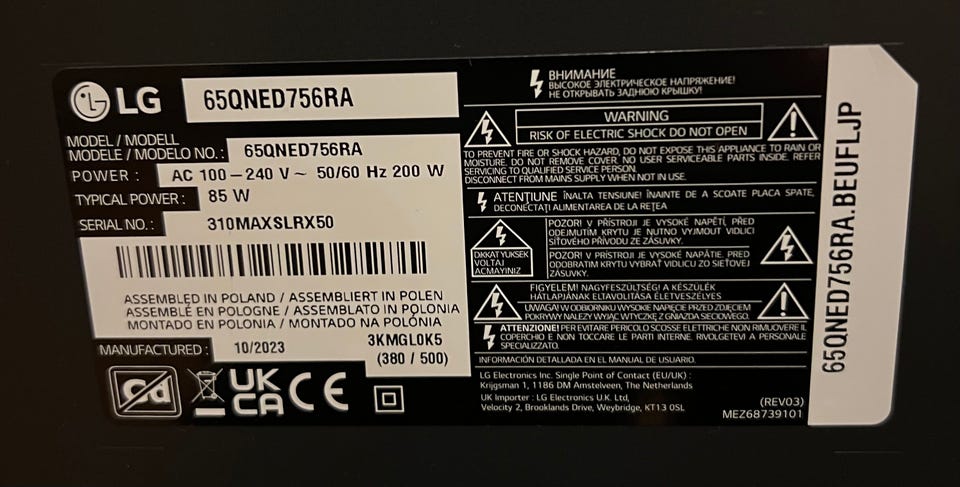 LG
65QNED756RA
MODEL / MODELL
MODELE / MODELO NO. : 65QNED756RA
POWER : AC 100-240 V ~ 50/60 Hz 200 W
TYPICAL POWER : 85 W
SERIAL NO. : 310MAXSLRX50
ASSEMBLED IN POLAND / ASSEMBLIERT IN POLEN
ASSEMBLÉ EN POLOGNE / ASSEMBLATO IN POLONIA
MONTADO EN POLONIA / MONTADO NA POLÓNIA
3KMGL0K5
MANUFACTURED : 10/2023 (380 / 500)
Cd
UK
CA CE
ВНИМАНИЕ
ВЫСОКОЕ ЭЛЕКТРИЧЕСКОЕ НАПРЯЖЕНИЕ!
НЕ ОТКРЫВАТЬ ЗАДНЮЮ КРЫШКУ!
WARNING
RISK OF ELECTRIC SHOCK DO NOT OPEN
TO PREVENT FIRE OR SHOCK HAZARD, DO NOT EXPOSE THIS APPLIANCE TO RAIN OR
MOISTURE. DO NOT REMOVE COVER. NO USER SERVICEABLE PARTS INSIDE. REFER
SERVICING TO QUALIFIED SERVICE PERSON.
DISCONNECT FROM MAINS SUPPLY WHEN NOT IN USE.
ATENȚIUNE ÎNALTA TENSIUNE! ÎNAINTE DE A SCOATE PLACA SPATE,
DECONECTAȚI ALIMENTAREA DE LA REȚEA
DKKAT YUKSEK
VOLTAJ
ACMAYINIZ
POZOR! V PŘÍSTROJI JE VYSOKÉ NAPĚTÍ, PŘED
ODEJMUTÍM KRYTU JE NUTNO VYJMOUT VIDLICI
SÍŤOVÉHO PŘÍVODU ZE ZÁSUVKY.
POZOR! V PRÍSTROJI JE VYSOKÉ NAPÄTIE. PRED
ODOBRATIM KRYTU VYBRAŤ VIDLICU ZO SIEŤOVEJ
ZÁSUVKY.
FIGYELEM! NAGYFESZÜLTSÉG! A KÉSZÜLÉK
HÁTLAPJÁNAK ELTAVOLÍTÁSA ÉLETVESZÉLYES
UWAGA! W ODBIORNIKU WYSOKIE NAPIĘCIE PRZED ZDJĘCIEM
POKRYWY NALEŻY WYJĄĆ WTYCZKĘ Z GNIAZDA SIECIOWEGO.
ATTENZIONE! PER EVITARE PERICOLO SCOSSE ELETTRICHE NON RIMUOVERE IL
COPERCHIO E NON TOCCARE LE PARTI INTERNE. RIVOLGETEVI A PERSONALE
SPECIALIZZATO.
INFORMACIÓN DETALLADA EN EL MANUAL DE USUARIO.
LG Electronics Inc. Single Point of Contact (EU/UK) :
Krijgsman 1, 1186 DM Amstelveen, The Netherlands
UK Importer : LG Electronics U.K. Ltd,
Velocity 2, Brooklands Drive, Weybridge, KT13 0SL
(REV03)
MEZ68739101
65QNED756RA.BEUFLJP